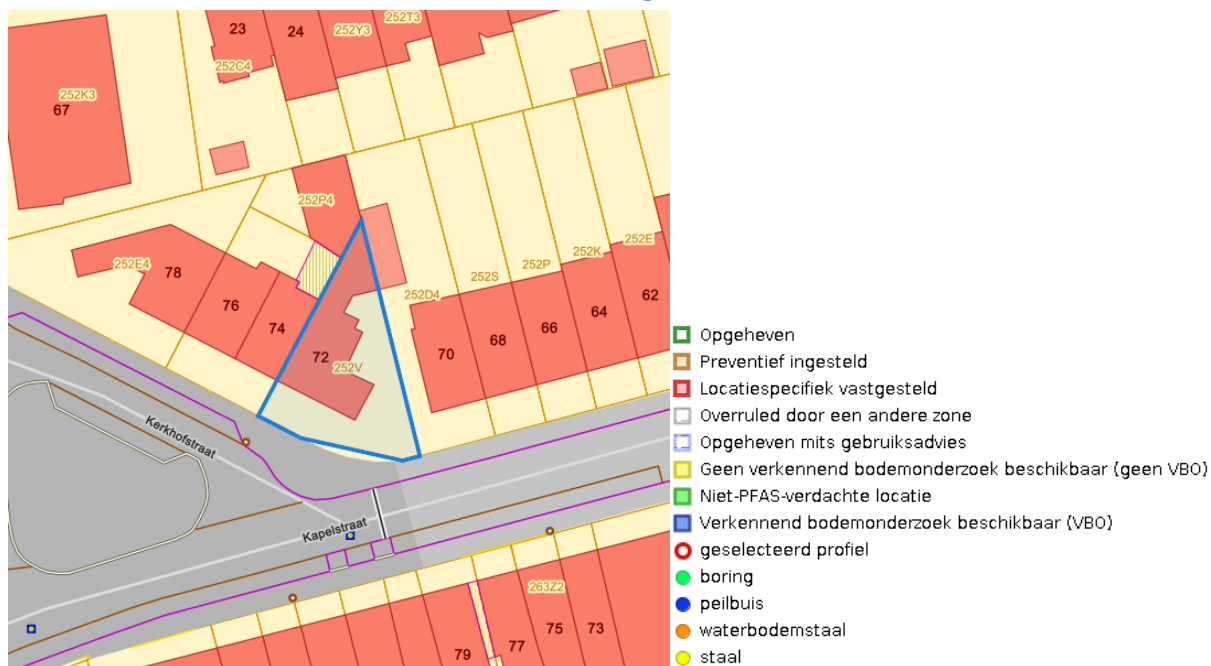 23
24
252Y3
252T3
252C4
252K3
67
252P4
252E4
78
76
74
72
252V
252D4
252S
252P
252K
252E
70
68
66
64
62
Kerkhofstraat
Kapelstraat
263Z2
79
77
75
73
Opgeheven
Preventief ingesteld
Locatiespecifiek vastgesteld
Overruled door een andere zone
Opgeheven mits gebruiksadvies
Geen verkennend bodemonderzoek beschikbaar (geen VBO)
Niet-PFAS-verdachte locatie
Verkennend bodemonderzoek beschikbaar (VBO)
geselecteerd profiel
boring
peilbuis
waterbodemstaal
staal